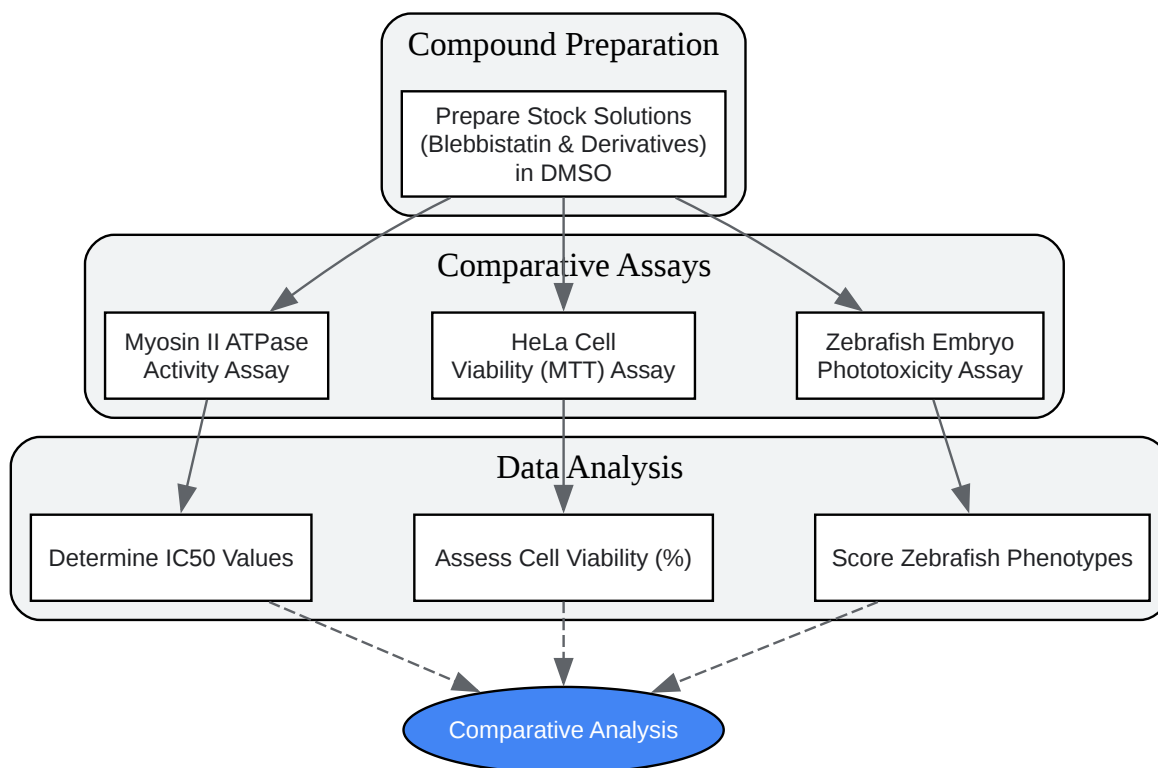 Compound Preparation
Prepare Stock Solutions
(Blebbistatin & Derivatives)
in DMSO
Comparative Assays
Myosin II ATPase
Activity Assay
HeLa Cell
Viability (MTT) Assay
Zebrafish Embryo
Phototoxicity Assay
Data Analysis
Determine IC50 Values
Assess Cell Viability (%)
Score Zebrafish Phenotypes
Comparative Analysis